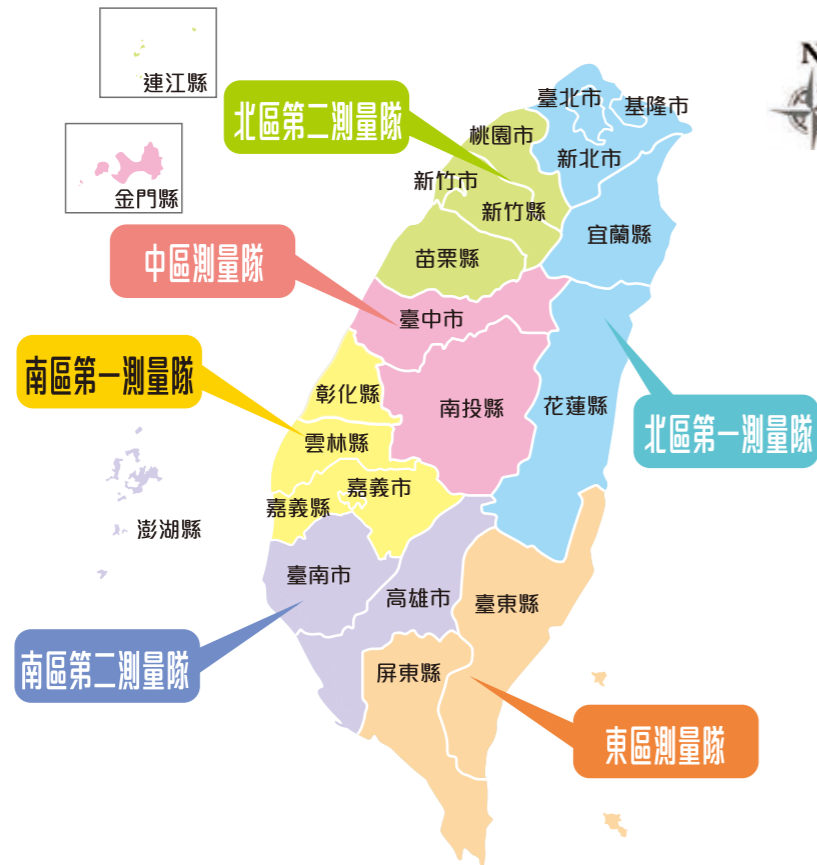 連江縣
金門縣
北區第二測量隊
臺北市
基隆市
桃園市
新北市
新竹市
新竹縣
宜蘭縣
苗栗縣
中區測量隊
臺中市
南區第一測量隊
彰化縣
南投縣
花蓮縣
北區第一測量隊
雲林縣
嘉義市
嘉義縣
澎湖縣
臺南市
高雄市
臺東縣
南區第二測量隊
屏東縣
東區測量隊
N